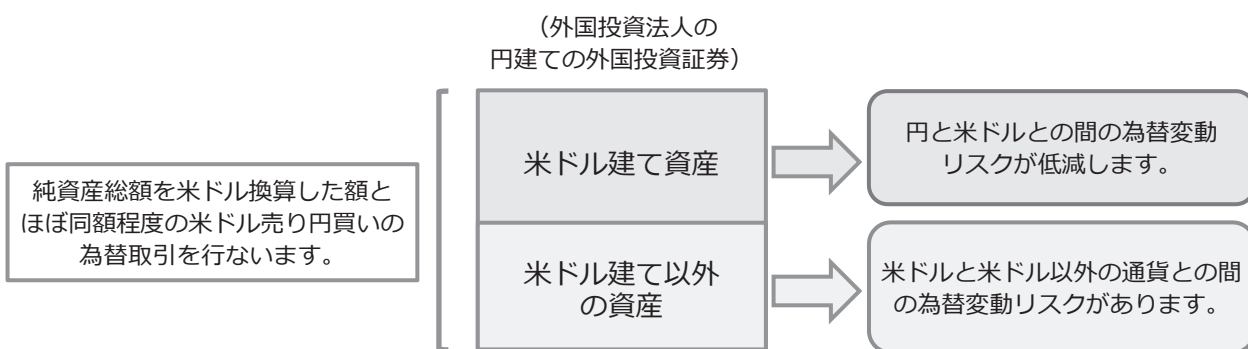 （外国投資法人の
円建ての外国投資証券）
純資産総額を米ドル換算した額と
ほぼ同額程度の米ドル売り円買いの
為替取引を行ないます。
米ドル建て資産
円と米ドルとの間の為替変動
リスクが低減します。
米ドル建て以外
の資産
米ドルと米ドル以外の通貨との間
の為替変動リスクがあります。